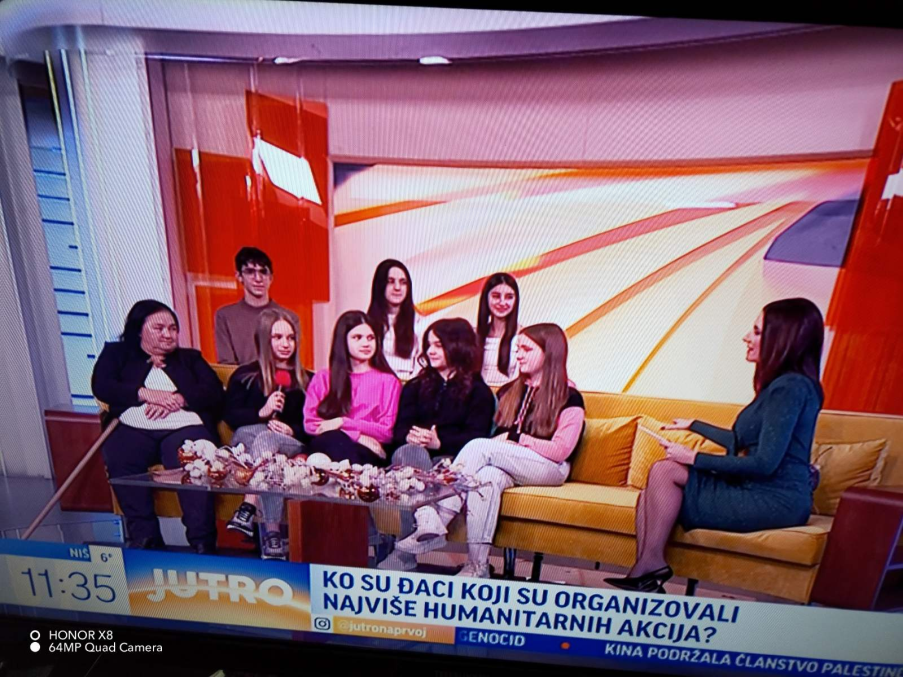 NIŠ 6°
11:35
JUTRO
KO SU ĐACI KOJI SU ORGANIZOVALI
NAJVIŠE HUMANITARNIH AKCIJA?
@jutronaprvoj
GENOCID
KINA PODRŽALA ČLANSTVO PALESTIN
HONOR X8
64MP Quad Camera